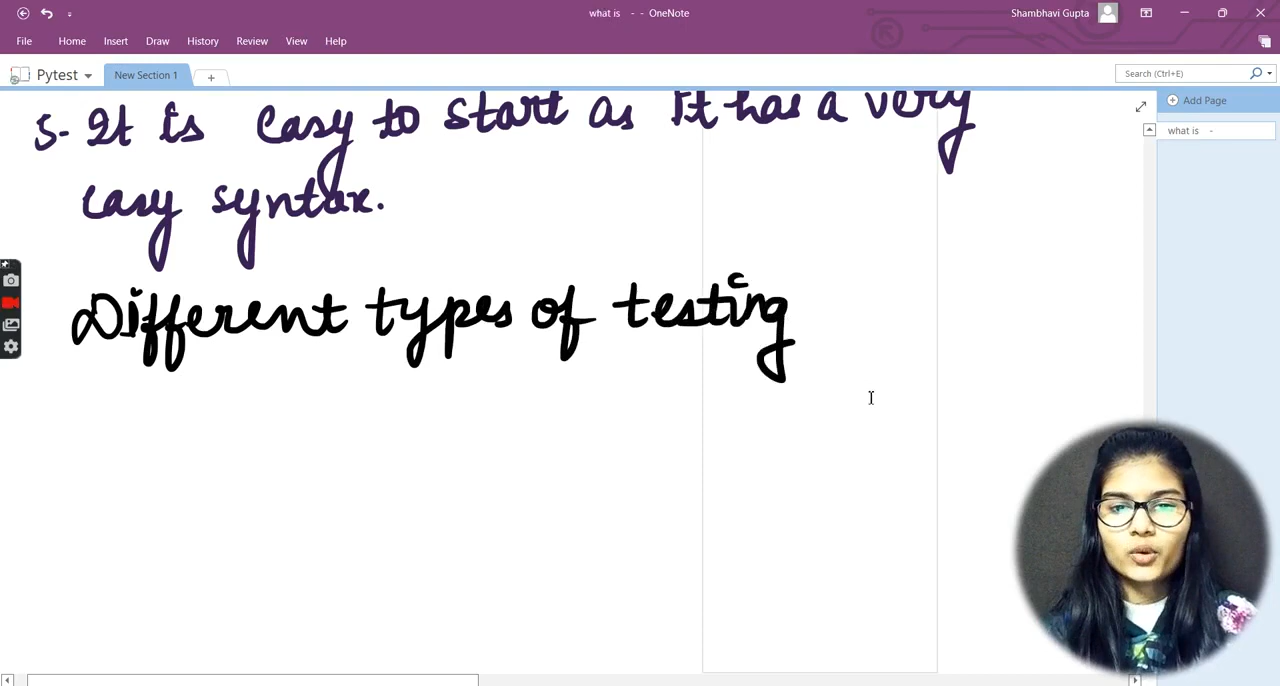 what is - - OneNote
Shambhavi Gupta
File Home Insert Draw History Review View Help
Pytest
New Section 1
+
Search (Ctrl+E)
Add Page
what is -
5- It is easy to start as It has a very
easy syntax.
Different types of testing